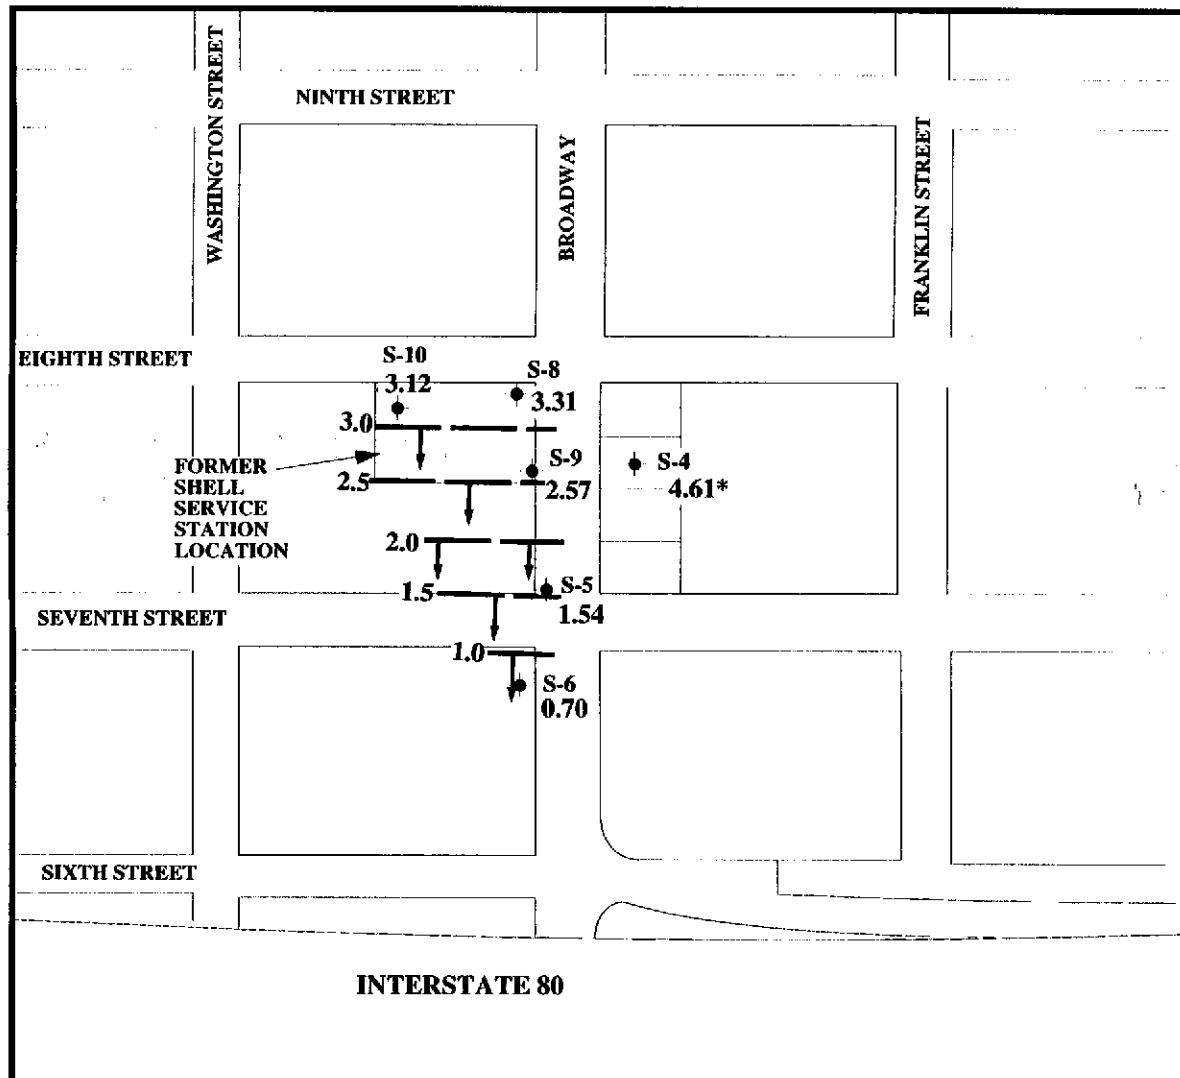 WASHINGTON STREET
NINTH STREET
BROADWAY
FRANKLIN STREET
EIGHTH STREET
S-10
3.12
S-8
3.31
3.0
FORMER
SHELL
SERVICE
STATION
LOCATION
2.5
S-9
2.57
S-4
4.61*
2.0
1.5
S-5
1.54
SEVENTH STREET
1.0
S-6
0.70
SIXTH STREET
INTERSTATE 80